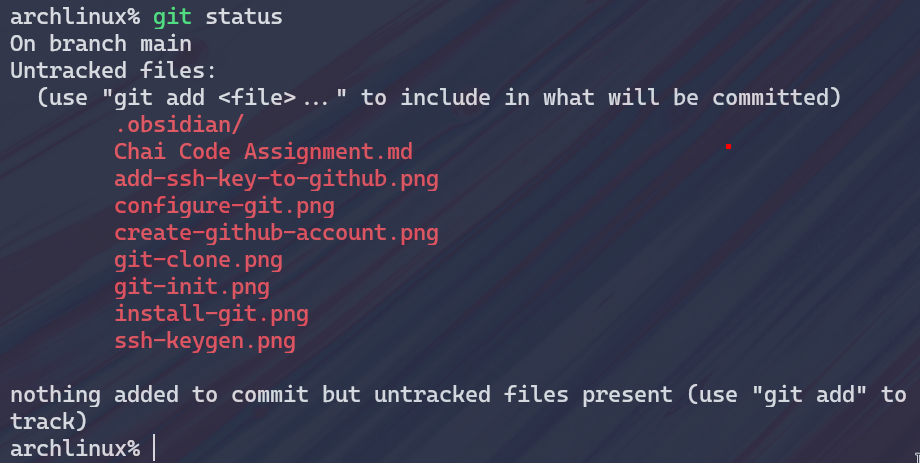 archlinux% git status
On branch main
Untracked files:
  (use "git add <file>..." to include in what will be committed)
        .obsidian/
        Chai Code Assignment.md
        add-ssh-key-to-github.png
        configure-git.png
        create-github-account.png
        git-clone.png
        git-init.png
        install-git.png
        ssh-keygen.png

nothing added to commit but untracked files present (use "git add" to
track)
archlinux%